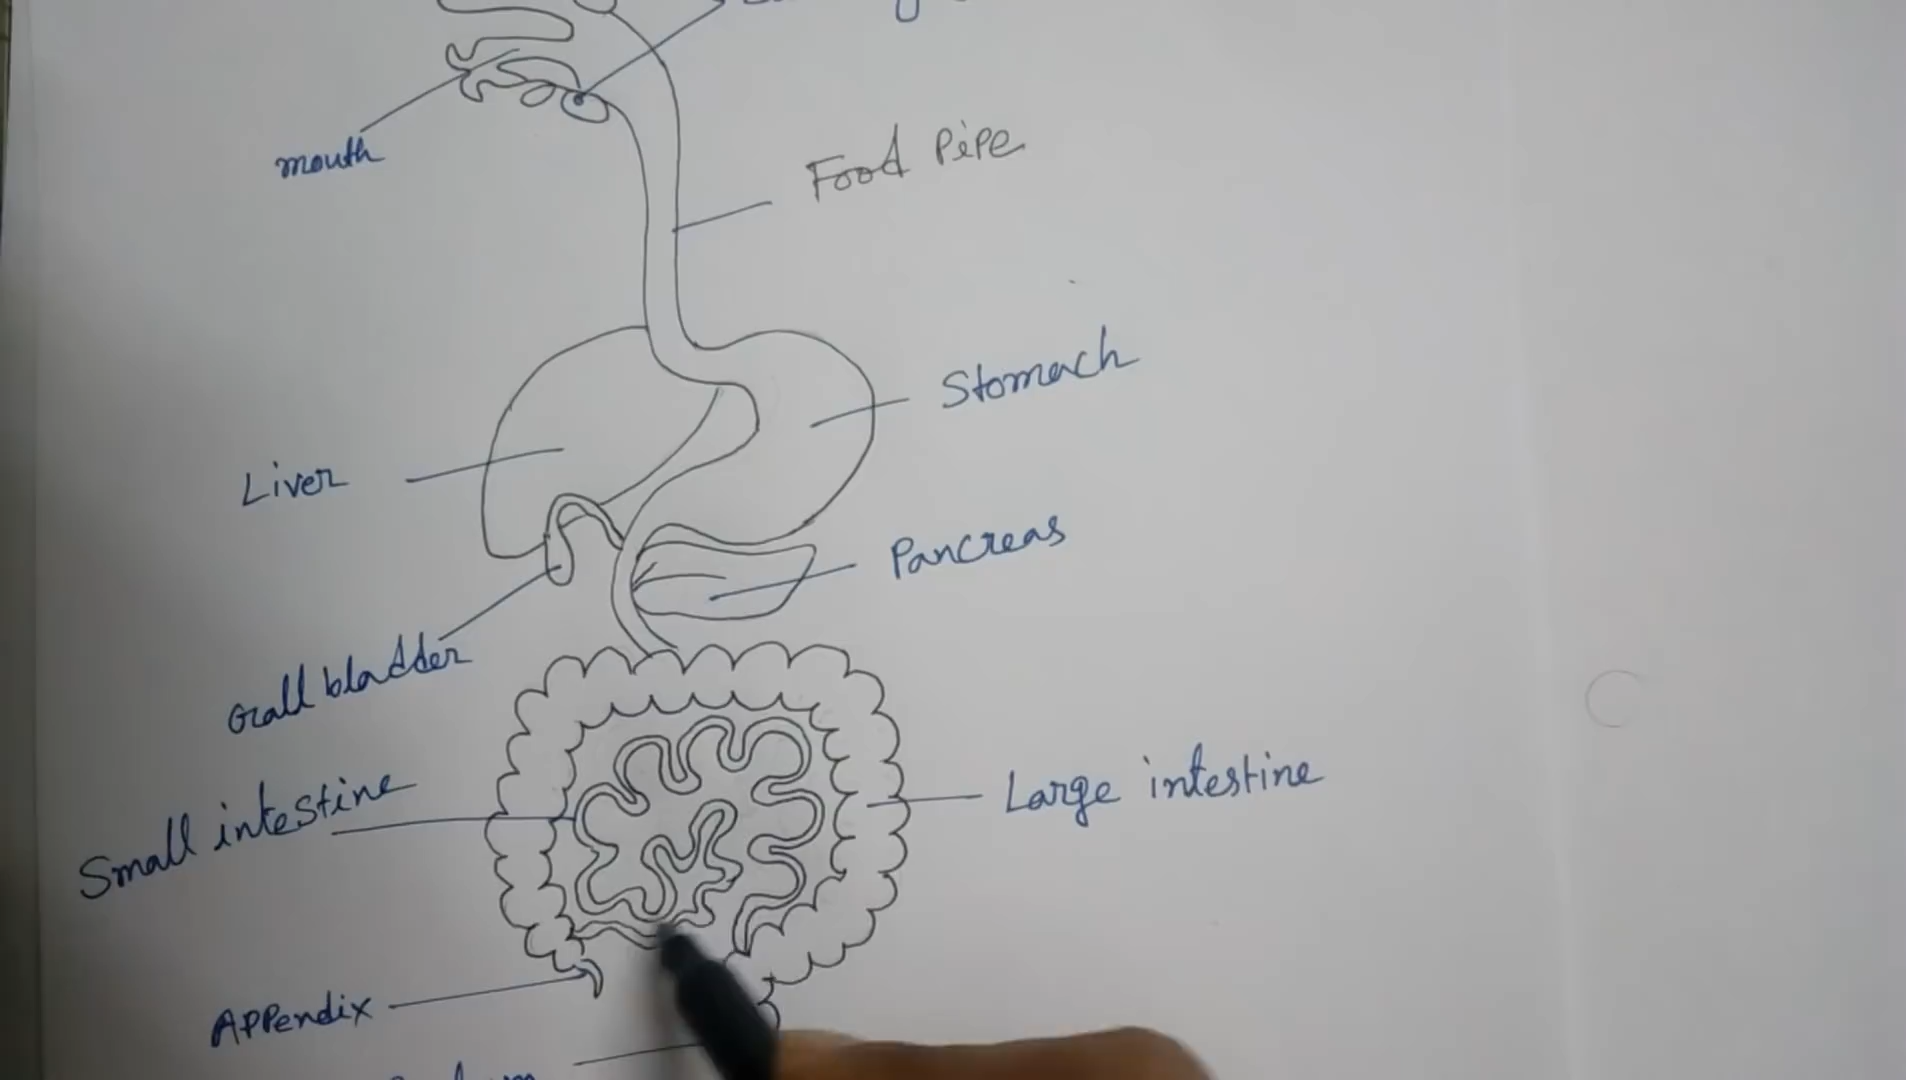 mouth
Food Pipe
Stomach
Liver
Pancreas
Gall bladder
Small intestine
Large intestine
Appendix